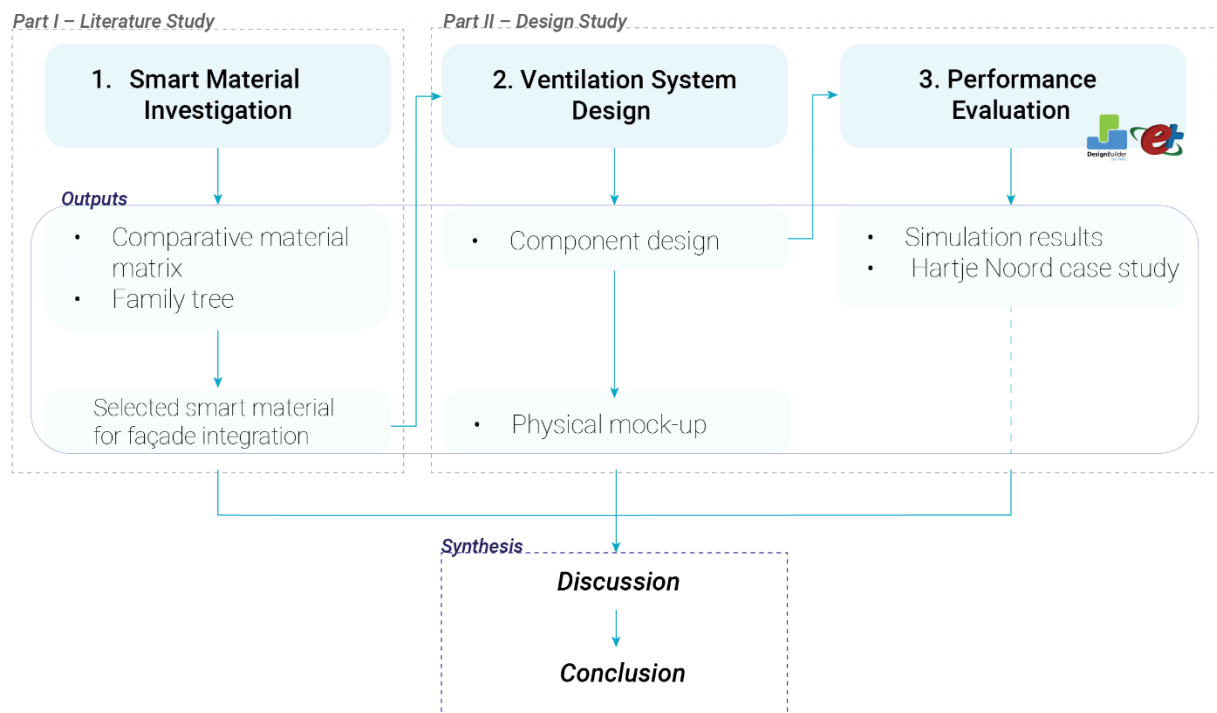 Part I – Literature Study
Part II – Design Study
1. Smart Material
Investigation
2. Ventilation System
Design
3. Performance
Evaluation
DesignBuilder
SOFTWARE
e+
Outputs
• Comparative material
matrix
• Family tree
• Component design
• Simulation results
• Hartje Noord case study
Selected smart material
for façade integration
• Physical mock-up
Synthesis
Discussion
Conclusion